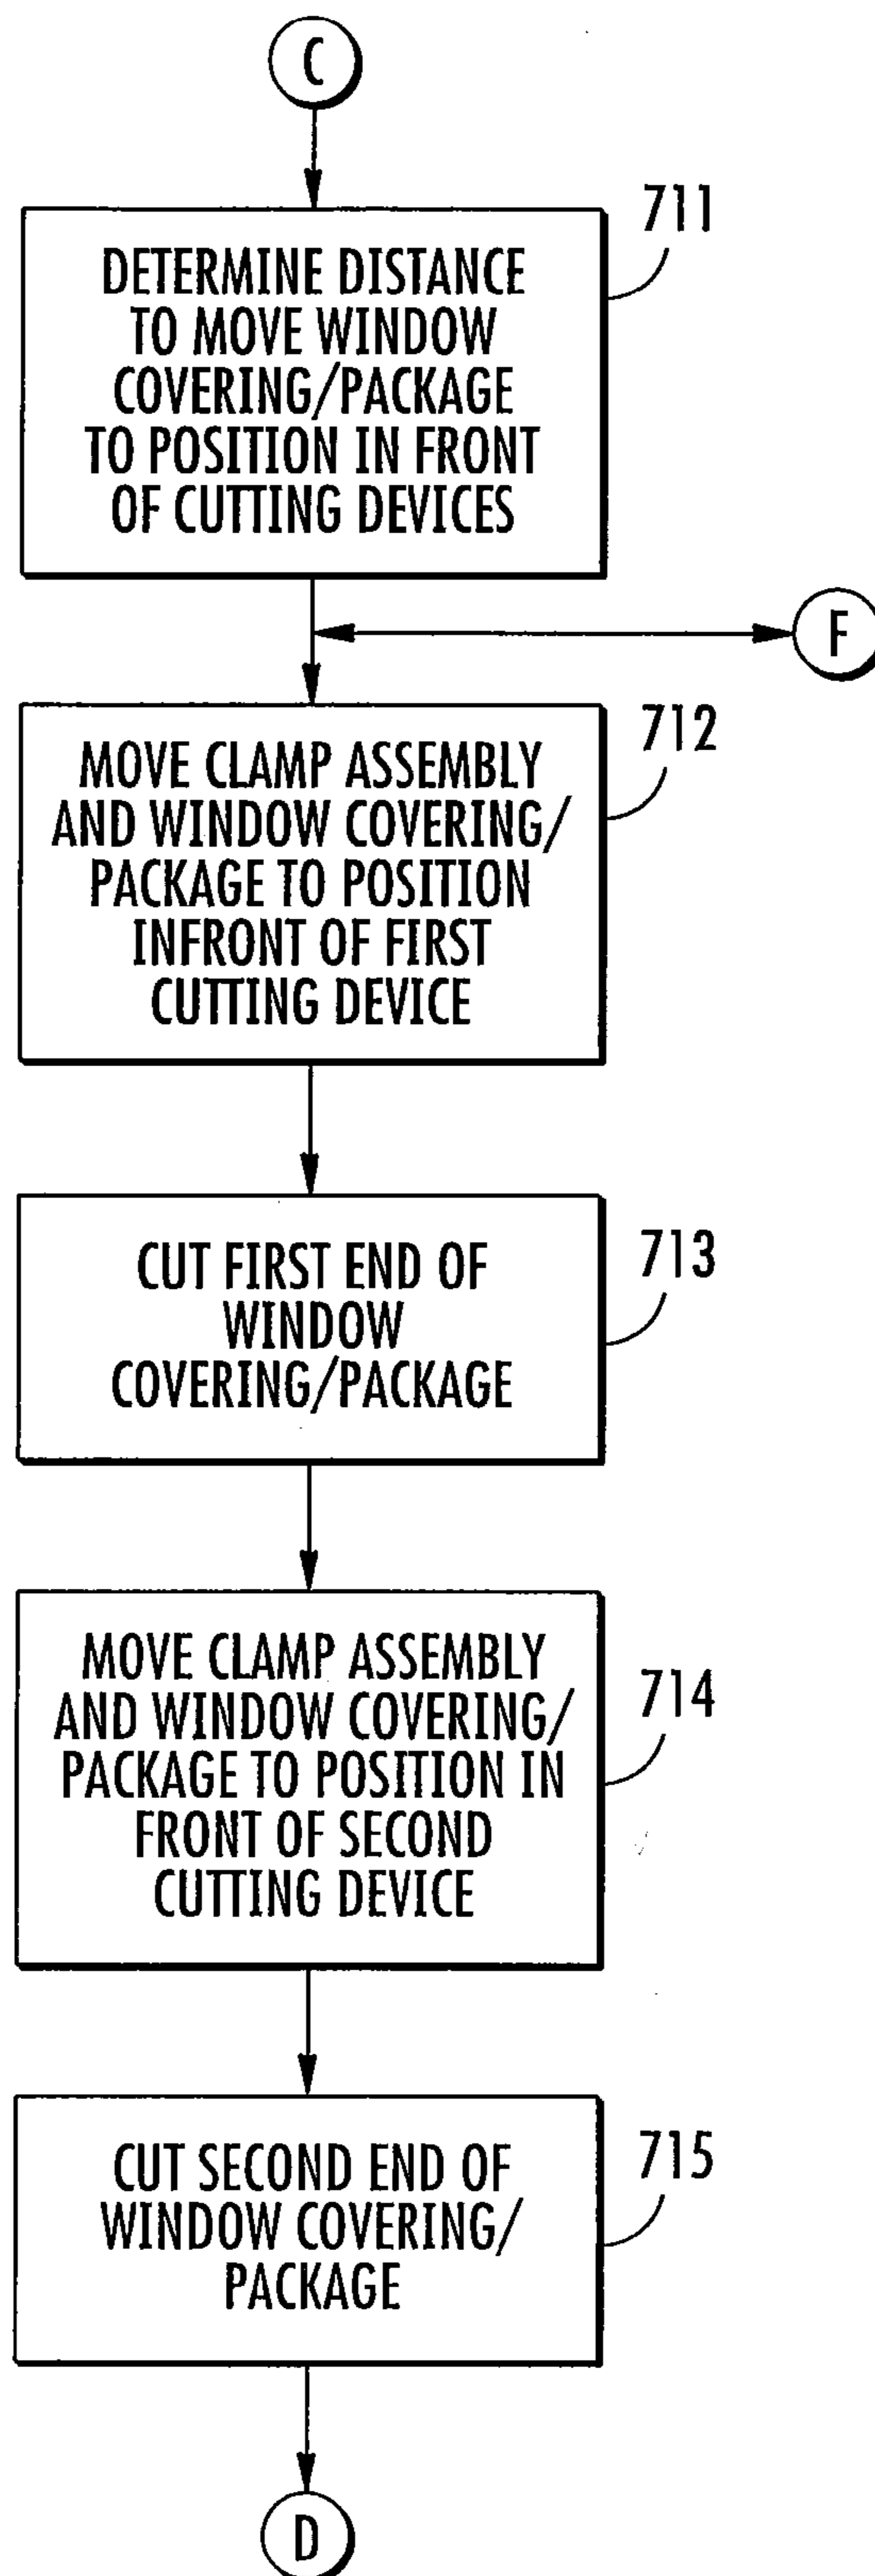 C
711
DETERMINE DISTANCE
TO MOVE WINDOW
COVERING/PACKAGE
TO POSITION IN FRONT
OF CUTTING DEVICES
F
712
MOVE CLAMP ASSEMBLY
AND WINDOW COVERING/
PACKAGE TO POSITION
INFRONT OF FIRST
CUTTING DEVICE
713
CUT FIRST END OF
WINDOW
COVERING/PACKAGE
714
MOVE CLAMP ASSEMBLY
AND WINDOW COVERING/
PACKAGE TO POSITION IN
FRONT OF SECOND
CUTTING DEVICE
715
CUT SECOND END OF
WINDOW COVERING/
PACKAGE
D